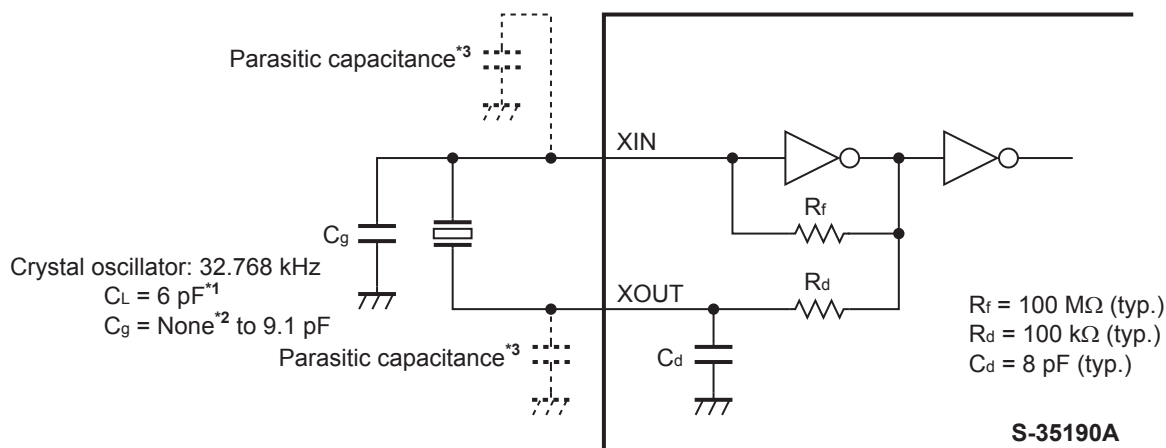 Parasitic capacitance*3
XIN
Rf
Cg
Crystal oscillator: 32.768 kHz
CL = 6 pF*1
Cg = None*2 to 9.1 pF
XOUT
Rd
Parasitic capacitance*3
Cd
Rf = 100 MΩ (typ.)
Rd = 100 kΩ (typ.)
Cd = 8 pF (typ.)
S-35190A